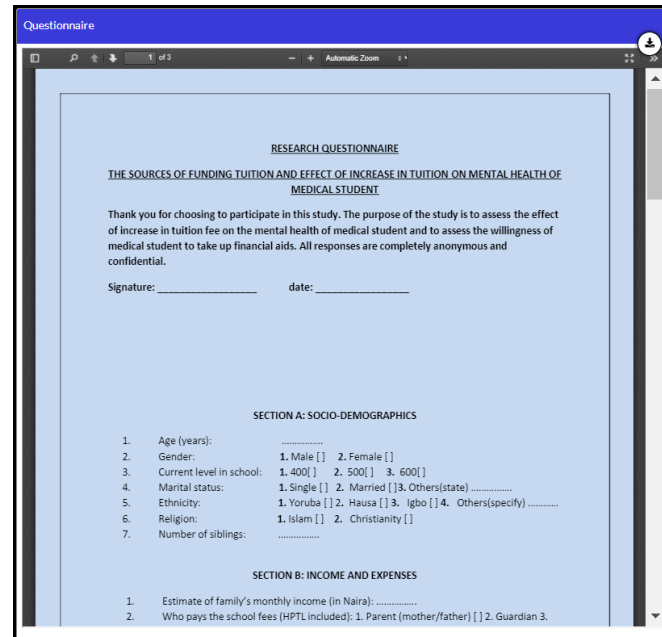 Questionnaire
1 of 3
Automatic Zoom
RESEARCH QUESTIONNAIRE
THE SOURCES OF FUNDING TUITION AND EFFECT OF INCREASE IN TUITION ON MENTAL HEALTH OF
MEDICAL STUDENT
Thank you for choosing to participate in this study. The purpose of the study is to assess the effect
of increase in tuition fee on the mental health of medical student and to assess the willingness of
medical student to take up financial aids. All responses are completely anonymous and
confidential.
Signature: __________________ date: _________________
SECTION A: SOCIO-DEMOGRAPHICS
1. Age (years): ……………
2. Gender: 1. Male [ ] 2. Female [ ]
3. Current level in school: 1. 400[ ] 2. 500[ ] 3. 600[ ]
4. Marital status: 1. Single [ ] 2. Married [ ]3. Others(state) ……………
5. Ethnicity: 1. Yoruba [ ] 2. Hausa [ ] 3. Igbo [ ] 4. Others(specify) ………..
6. Religion: 1. Islam [ ] 2. Christianity [ ]
7. Number of siblings: ……………
SECTION B: INCOME AND EXPENSES
1. Estimate of family's monthly income (in Naira): ……………
2. Who pays the school fees (HPTL included): 1. Parent (mother/father) [ ] 2. Guardian 3.